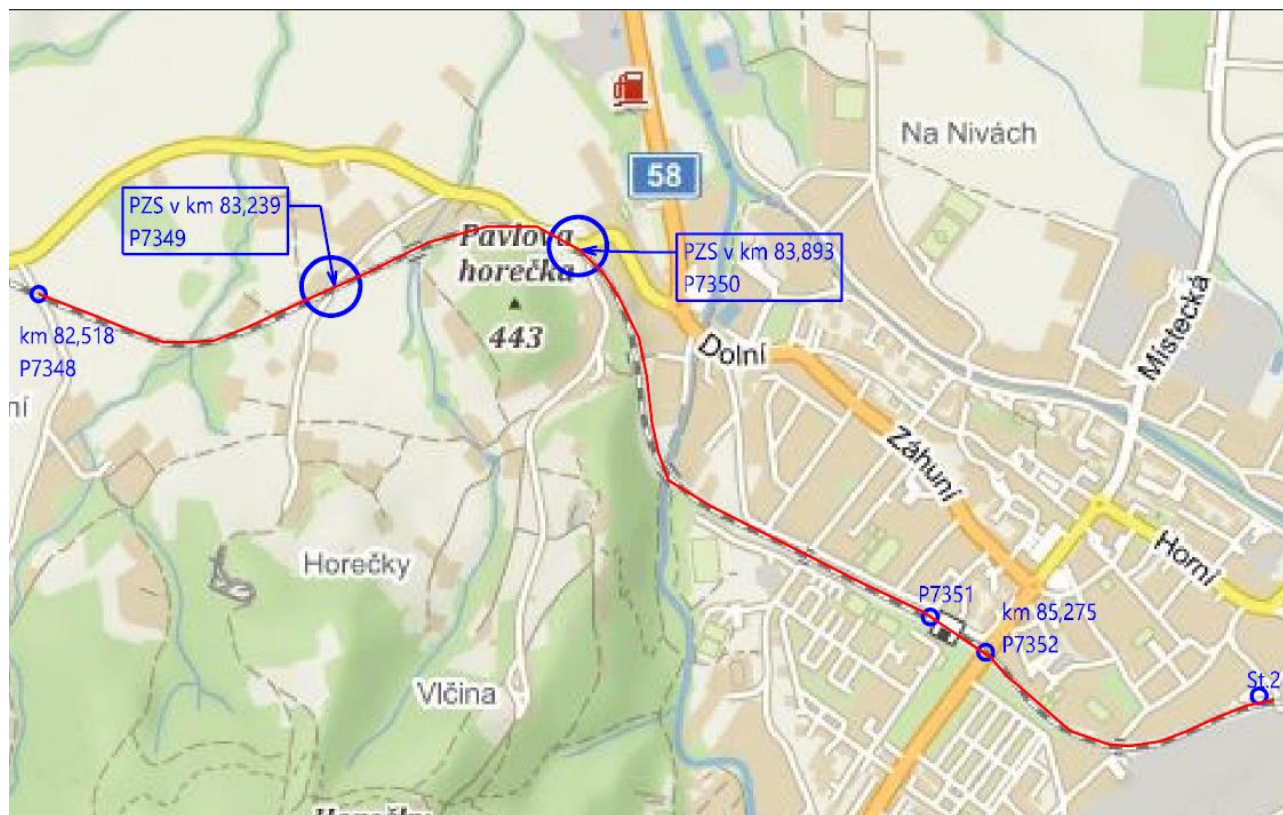 Na Nivách
58
PZS v km 83,239
P7349
Pavlova
horečka
443
PZS v km 83,893
P7350
km 82,518
P7348
ní
Dolní
Místecká
Záhuní
Horní
Horečky
P7351
km 85,275
P7352
Vlčina
St.2
Horečky